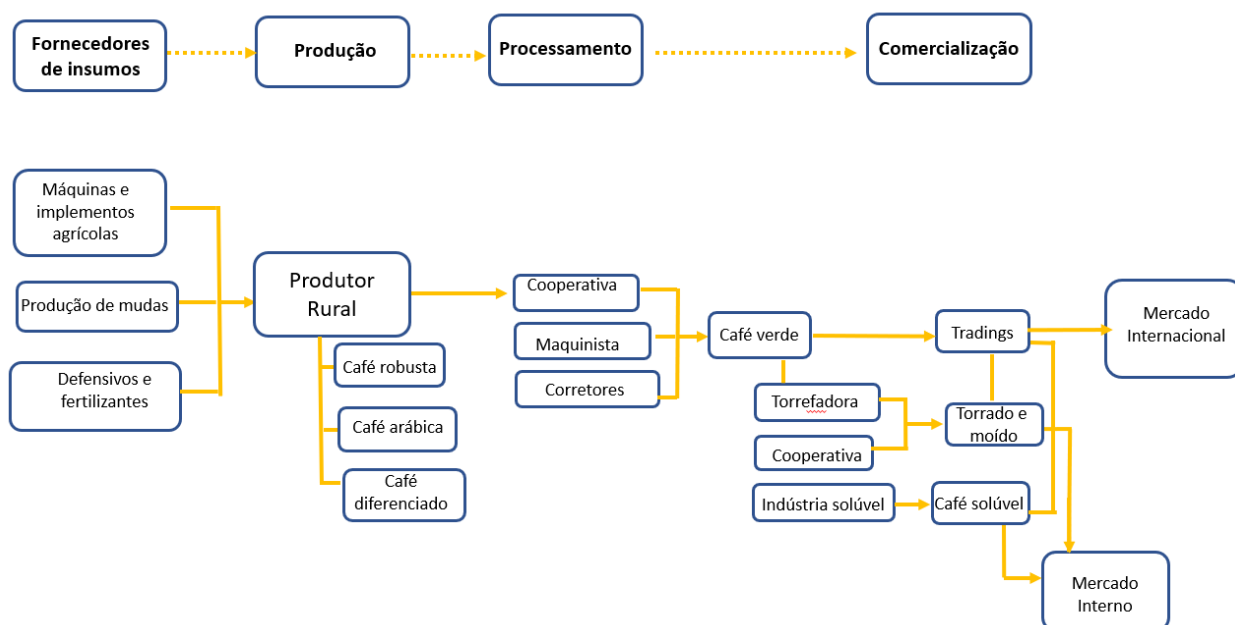 Fornecedores
de insumos
Produção
Processamento
Comercialização
Máquinas e
implementos
agrícolas
Produção de mudas
Defensivos e
fertilizantes
Produtor
Rural
Café robusta
Café arábica
Café
diferenciado
Cooperativa
Maquinista
Corretores
Café verde
Torrefadora
Cooperativa
Indústria solúvel
Tradings
Torrado e
moído
Café solúvel
Mercado
Internacional
Mercado
Interno